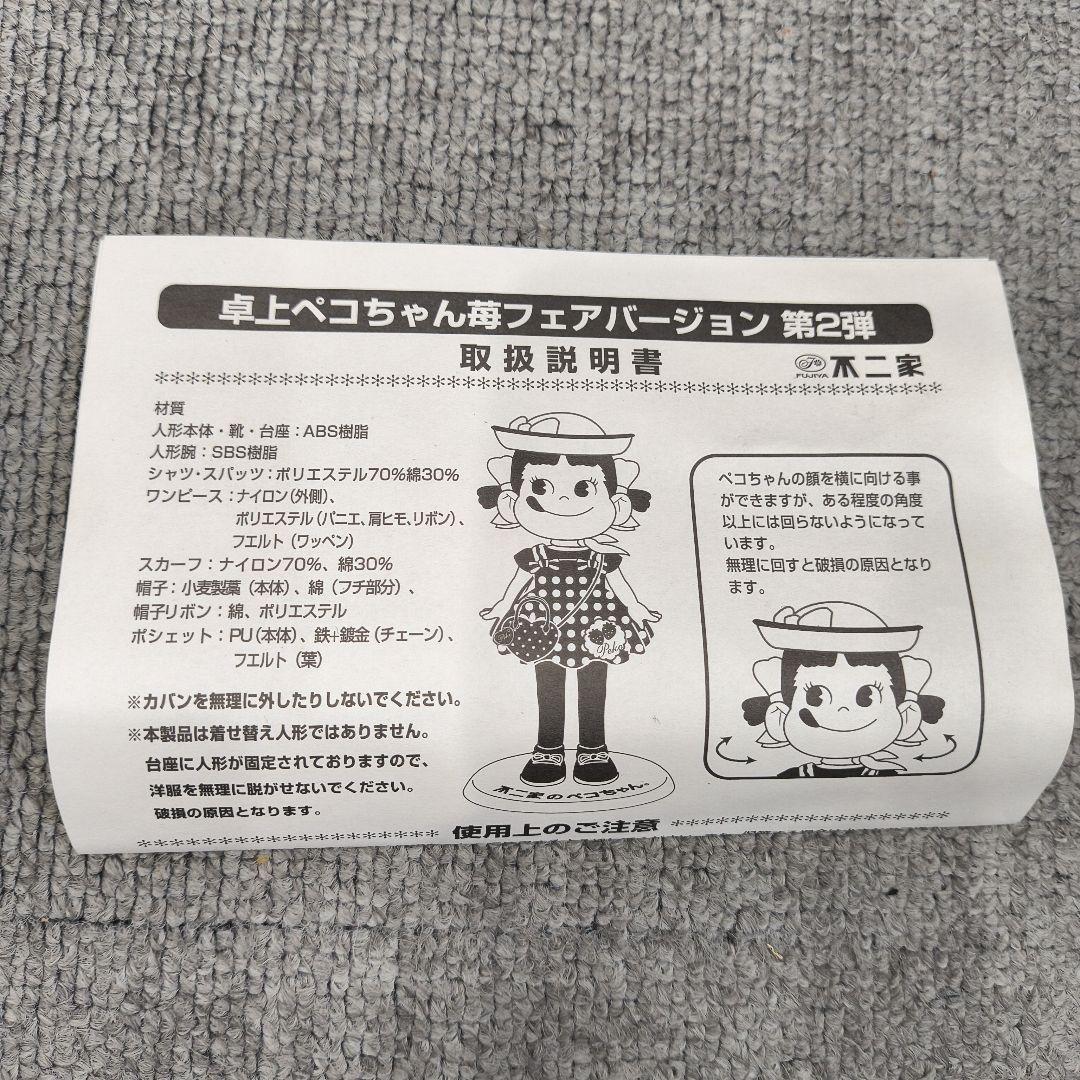 卓上ペコちゃん苺フェアバージョン 第2弾
取扱説明書
FUJIYA 不二家
材質
人形本体・靴・台座：ABS樹脂
人形腕：SBS樹脂
シャツ・スパッツ：ポリエステル70％綿30％
ワンピース：ナイロン（外側）、
ポリエステル（パニエ、肩ヒモ、リボン）、
フエルト（ワッペン）
スカーフ：ナイロン70％、綿30％
帽子：小麦製藁（本体）、綿（フチ部分）、
帽子リボン：綿、ポリエステル
ポシェット：PU（本体）、鉄+鍍金（チェーン）、
フエルト（葉）
※カバンを無理に外したりしないでください。
※本製品は着せ替え人形ではありません。
台座に人形が固定されておりますので、
洋服を無理に脱がせないでください。
破損の原因となります。
Peko
不二家のペコちゃん。
ペコちゃんの顔を横に向ける事
ができますが、ある程度の角度
以上には回らないようになって
います。
無理に回すと破損の原因となり
ます。
使用上のご注意